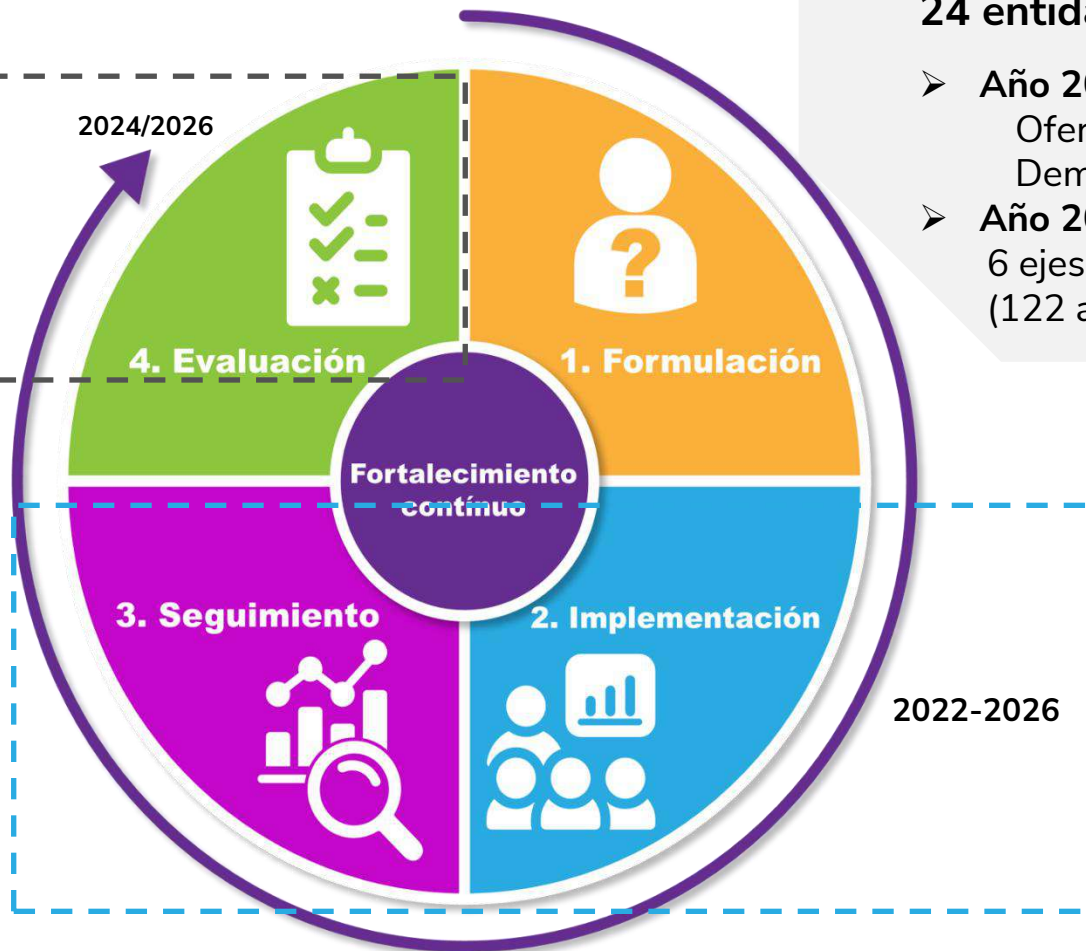 24 entida
➤ Año 20
Ofer
Dem
➤ Año 20
6 ejes
(122 a
2024/2026
4. Evaluación
1. Formulación
Fortalecimiento
contínuo
3. Seguimiento
2. Implementación
2022-2026